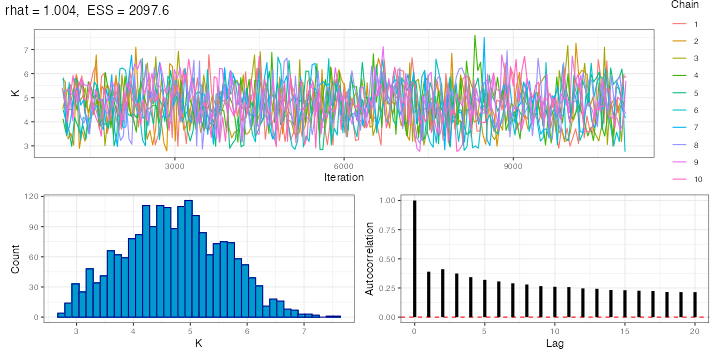 rhat = 1.004,  ESS = 2097.6
Chain
1
2
3
4
5
6
7
8
9
10
7
6
5
4
3
K
3000 6000 9000
Iteration
120
90
60
30
0
Count
3 4 5 6 7
K
1.00
0.75
0.50
0.25
0.00
Autocorrelation
0 5 10 15 20
Lag